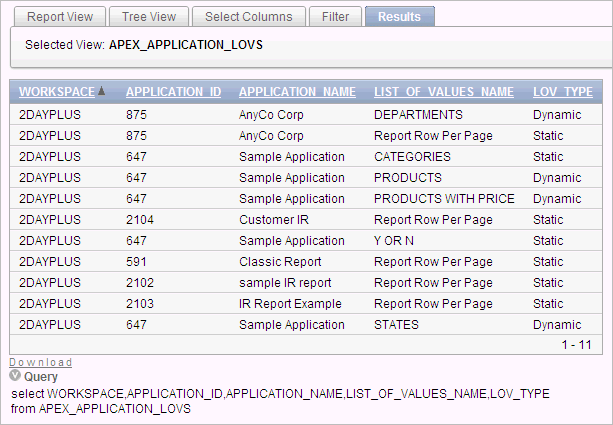 Report View Tree View Select Columns Filter Results
Selected View: APEX_APPLICATION_LOVS
WORKSPACE APPLICATION_ID APPLICATION_NAME LIST_OF_VALUES_NAME LOV_TYPE
2DAYPLUS 875 AnyCo Corp DEPARTMENTS Dynamic
2DAYPLUS 875 AnyCo Corp Report Row Per Page Static
2DAYPLUS 647 Sample Application CATEGORIES Static
2DAYPLUS 647 Sample Application PRODUCTS Dynamic
2DAYPLUS 647 Sample Application PRODUCTS WITH PRICE Dynamic
2DAYPLUS 2104 Customer IR Report Row Per Page Static
2DAYPLUS 647 Sample Application Y OR N Static
2DAYPLUS 591 Classic Report Report Row Per Page Static
2DAYPLUS 2102 sample IR report Report Row Per Page Static
2DAYPLUS 2103 IR Report Example Report Row Per Page Static
2DAYPLUS 647 Sample Application STATES Dynamic
1 - 11
Download
Query
select WORKSPACE,APPLICATION_ID,APPLICATION_NAME,LIST_OF_VALUES_NAME,LOV_TYPE
from APEX_APPLICATION_LOVS